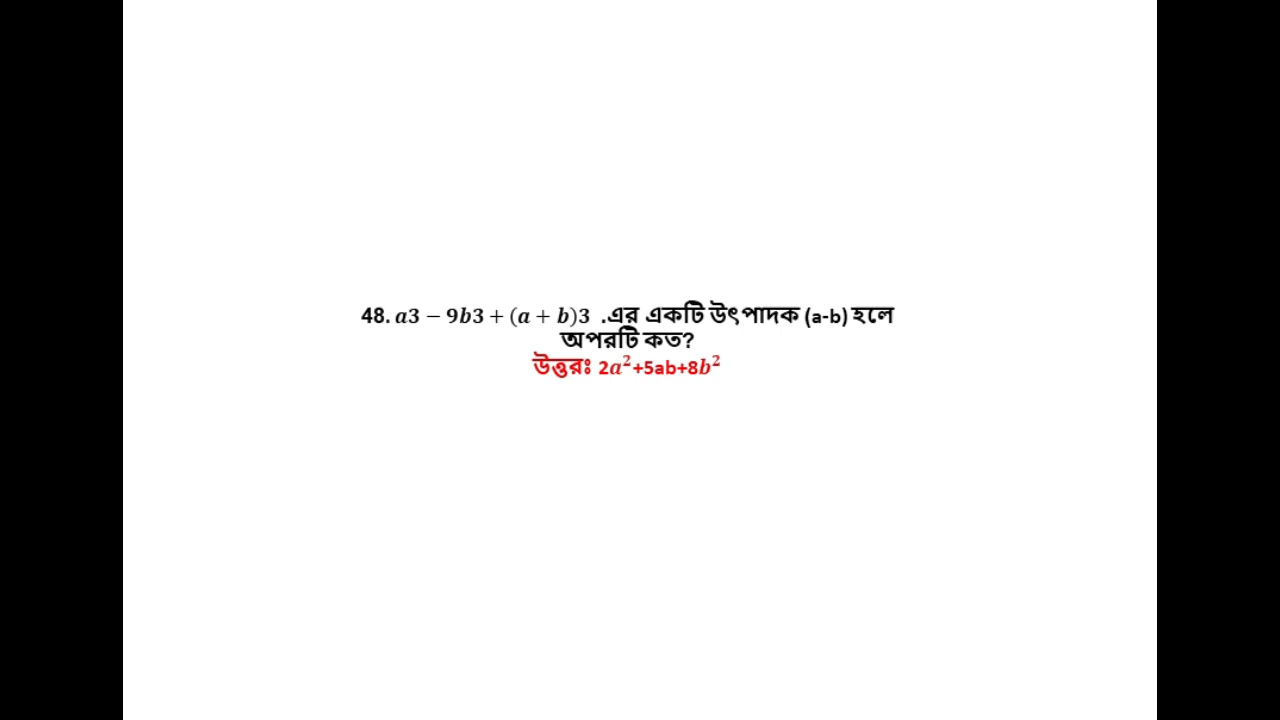 48. a3 − 9b3 + (a + b)3 .এর একটি উৎপাদক (a-b) হলে
অপরটি কত?
উত্তরঃ 2a²+5ab+8b²